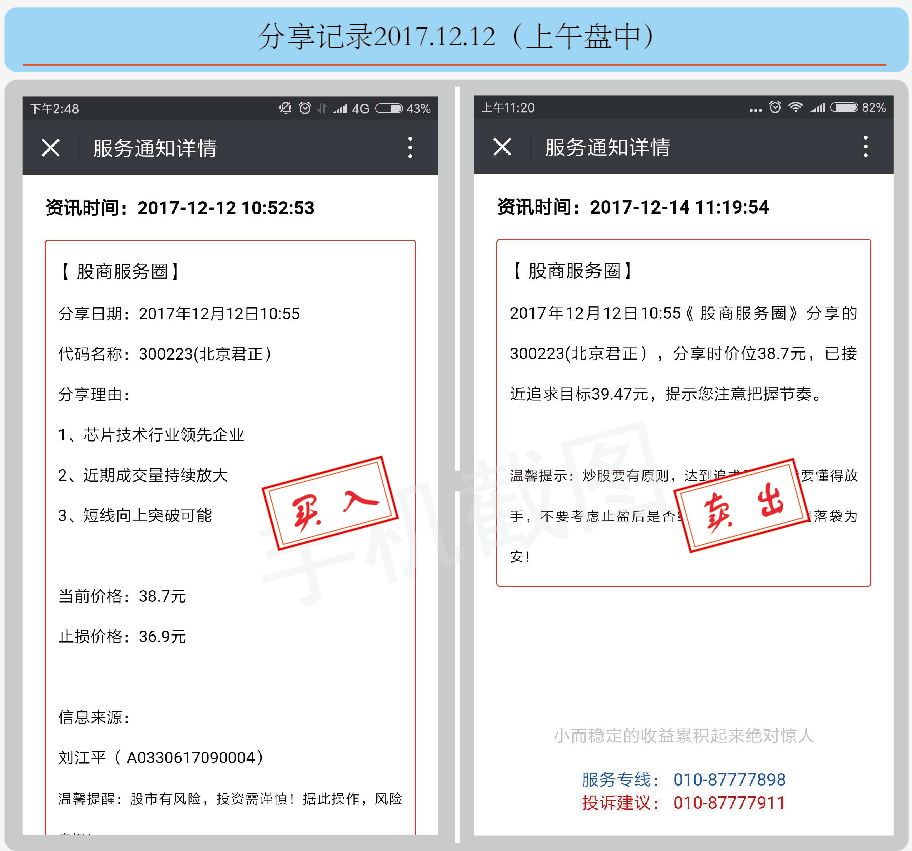 分享记录2017.12.12（上午盘中）
下午2:48
4G
43%
服务通知详情
资讯时间：2017-12-12 10:52:53
【 股商服务圈】
分享日期：2017年12月12日10:55
代码名称：300223(北京君正）
分享理由：
1、芯片技术行业领先企业
2、近期成交量持续放大
3、短线向上突破可能
买入
当前价格：38.7元
止损价格：36.9元
信息来源：
刘江平（ A0330617090004）
温馨提醒：股市有风险，投资需谨慎！据此操作，风险
上午11:20
82%
服务通知详情
资讯时间：2017-12-14 11:19:54
【 股商服务圈】
2017年12月12日10:55《 股商服务圈》分享的
300223(北京君正），分享时价位38.7元，已接
近追求目标39.47元，提示您注意把握节奏。
温馨提示：炒股要有原则，达到追求 要懂得放
手，不要考虑止盈后是否 落袋为
安！
卖出
小而稳定的收益累积起来绝对惊人
服务专线： 010-87777898
投诉建议： 010-87777911
手机截图